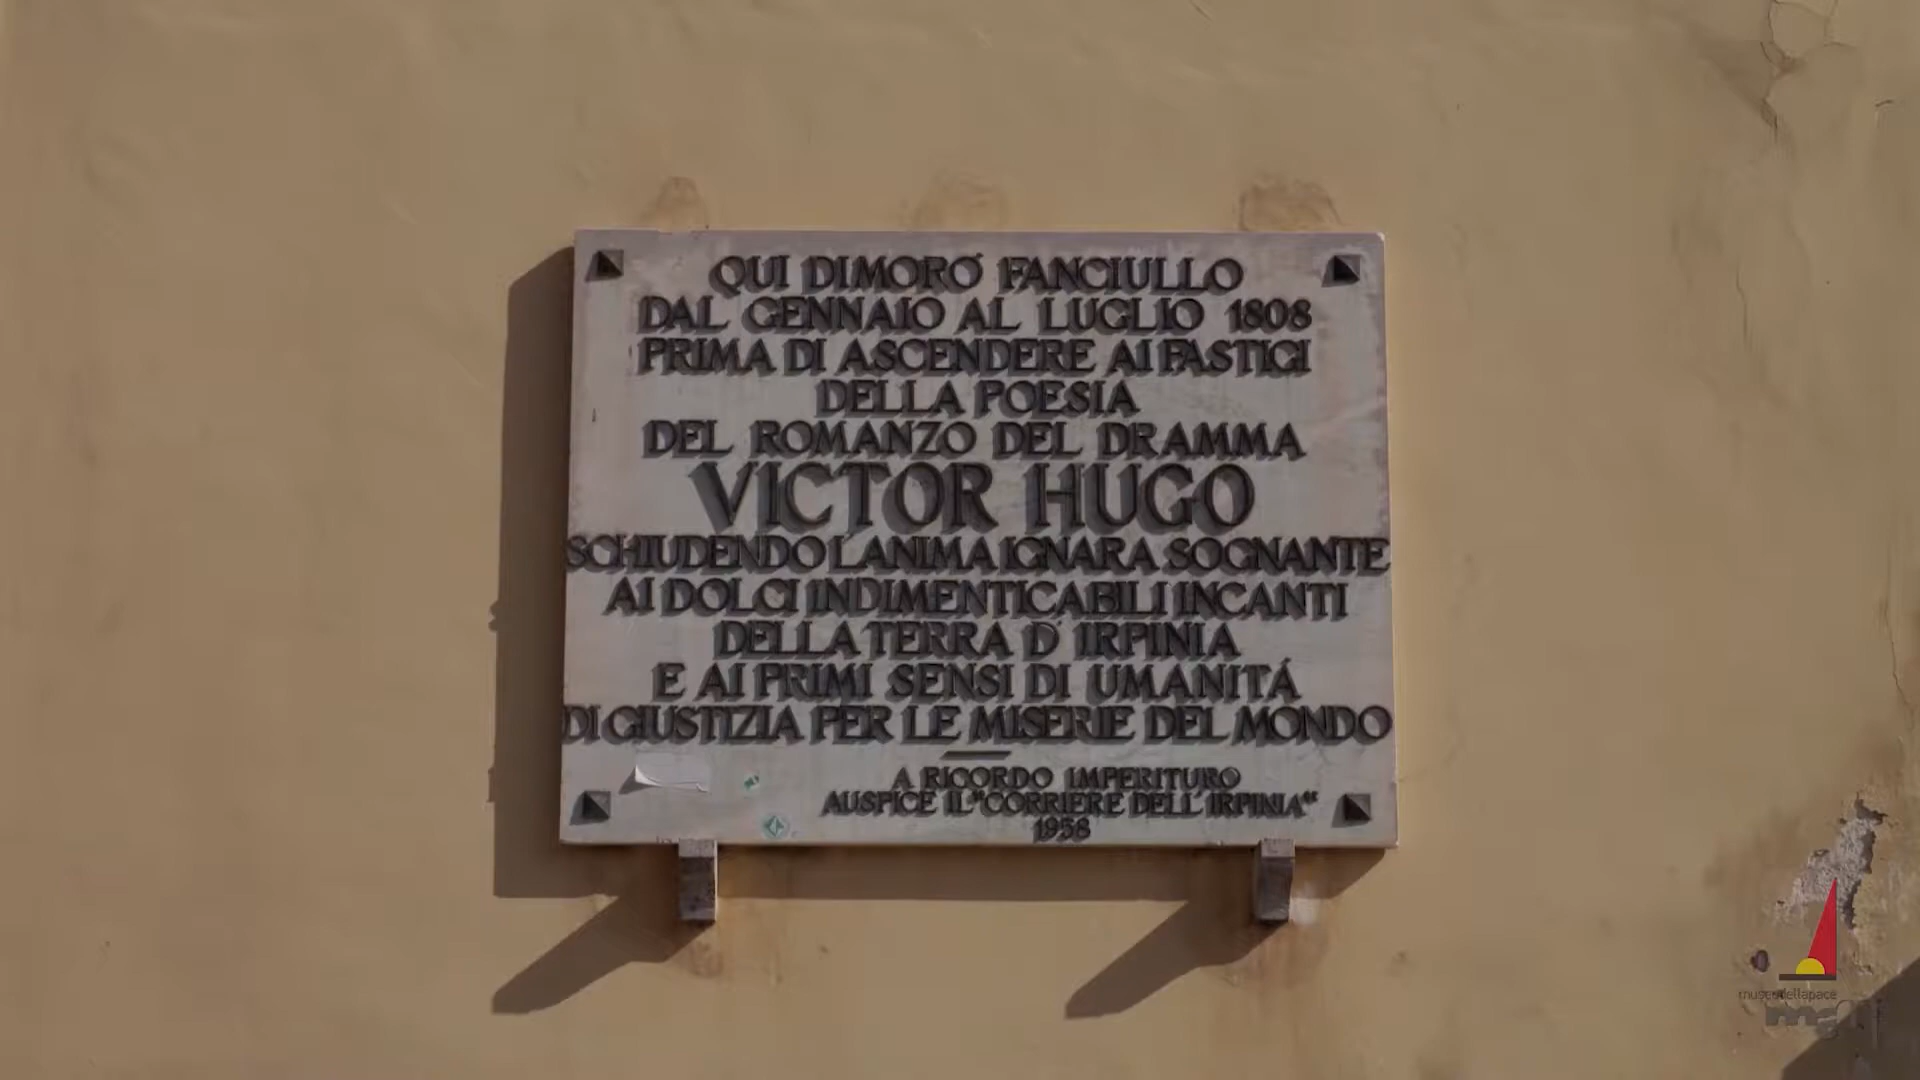 QUI DIMORÓ FANCIULLO
DAL GENNAIO AL LUGLIO 1808
PRIMA DI ASCENDERE AI FASTIGI
DELLA POESIA
DEL ROMANZO DEL DRAMMA
VICTOR HUGO
SCHIUDENDO L'ANIMA IGNARA SOGNANTE
AI DOLCI INDIMENTICABILI INCANTI
DELLA TERRA D' IRPINIA
E AI PRIMI SENSI DI UMANITÁ
DI GIUSTIZIA PER LE MISERIE DEL MONDO
A RICORDO IMPERITURO
AUSPICE IL "CORRIERE DELL' IRPINIA"
1958
museodellapace